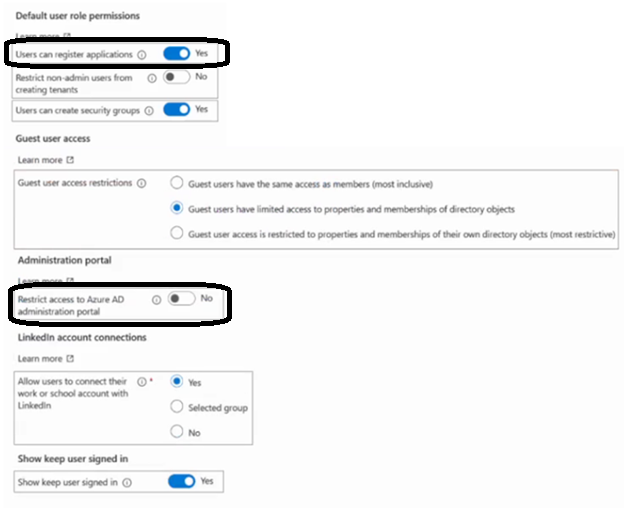 Default user role permissions
Learn more
Users can register applications Yes
Restrict non-admin users from No
creating tenants
Users can create security groups Yes
Guest user access
Learn more
Guest user access restrictions Guest users have the same access as members (most inclusive)
Guest users have limited access to properties and memberships of directory objects
Guest user access is restricted to properties and memberships of their own directory objects (most restrictive)
Administration portal
Learn more
Restrict access to Azure AD No
administration portal
LinkedIn account connections
Learn more
Allow users to connect their * Yes
work or school account with
LinkedIn
Selected group
No
Show keep user signed in
Show keep user signed in Yes